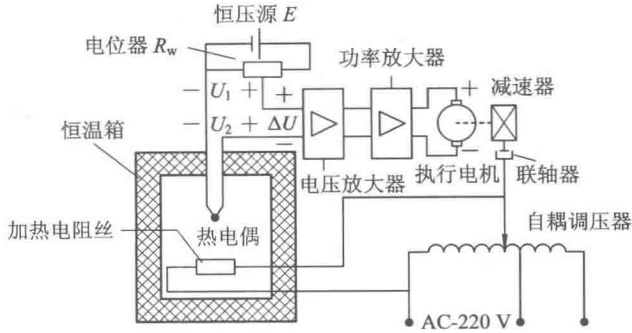 恒压源 E
电位器 Rw
功率放大器
减速器
− U1 + +
− U2 + ΔU
−
+
−
恒温箱
电压放大器
执行电机
联轴器
热电偶
加热电阻丝
自耦调压器
AC-220 V